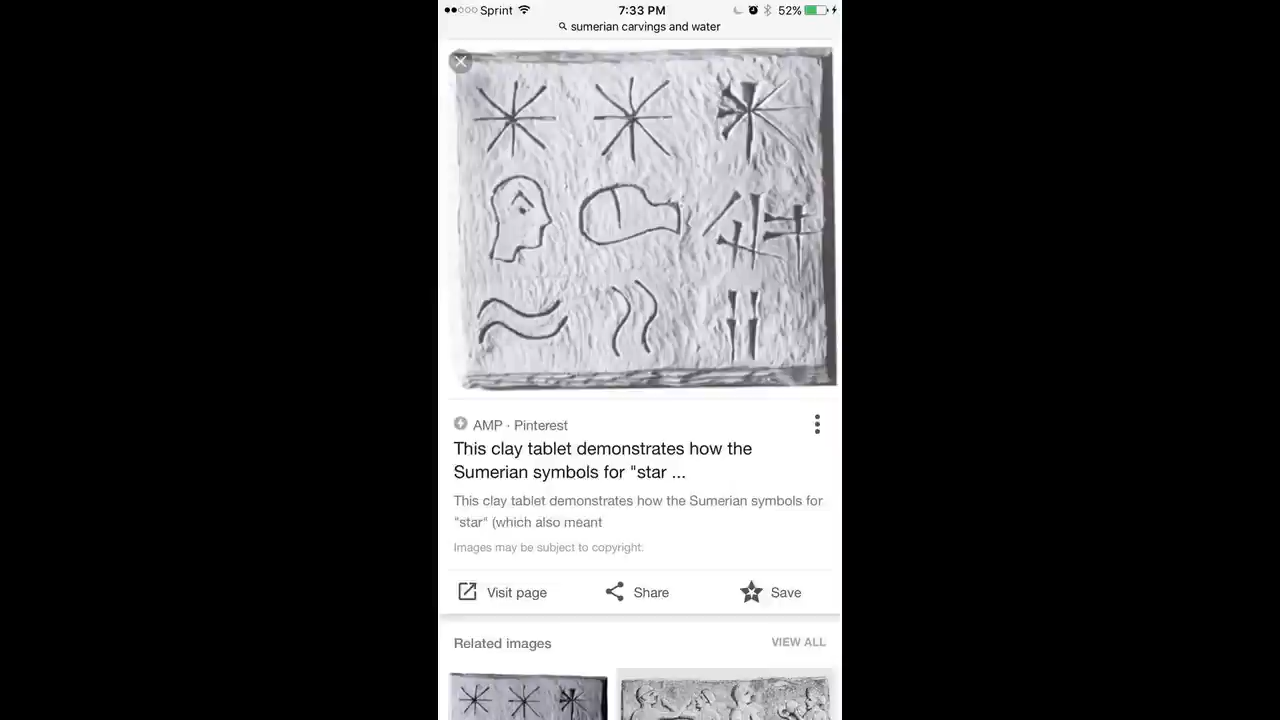 Sprint 7:33 PM 52%
sumerian carvings and water
AMP · Pinterest
This clay tablet demonstrates how the
Sumerian symbols for "star ...
This clay tablet demonstrates how the Sumerian symbols for
"star" (which also meant
Images may be subject to copyright.
Visit page Share Save
Related images VIEW ALL